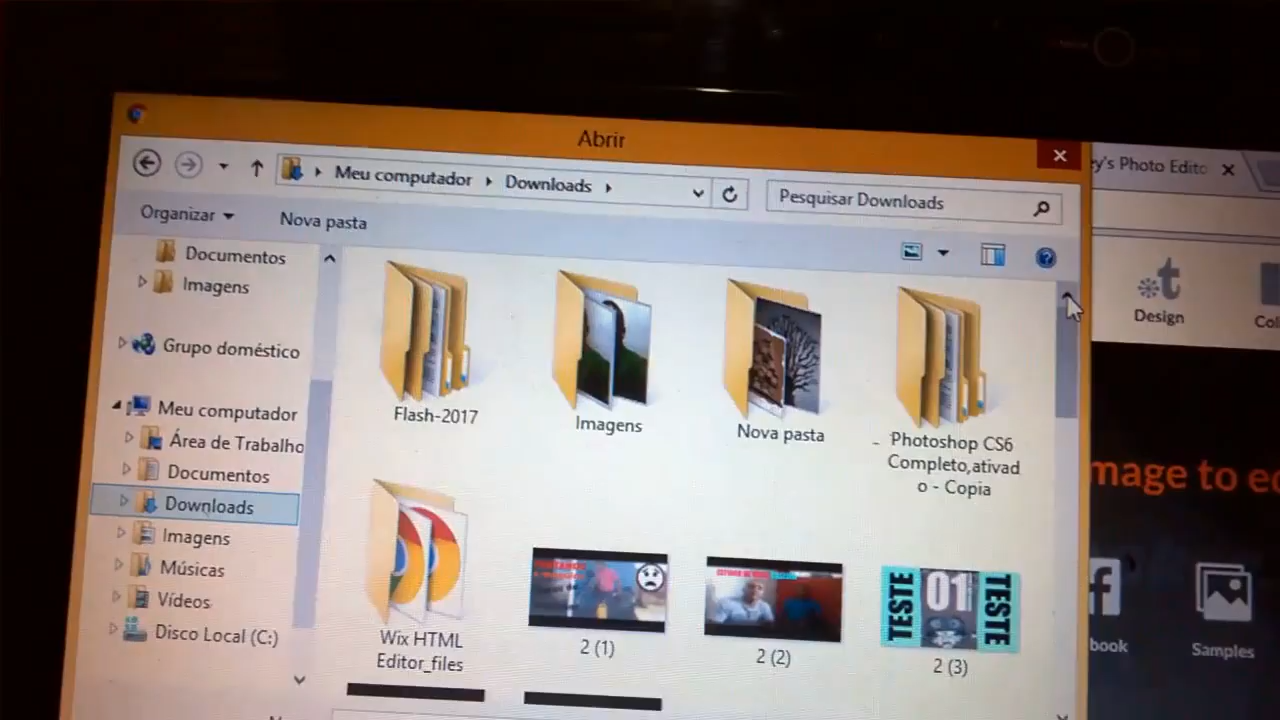 Abrir
ey's Photo Edito
Meu computador
Downloads
Pesquisar Downloads
Organizar
Nova pasta
Documentos
Imagens
Grupo doméstico
Meu computador
Área de Trabalho
Documentos
Downloads
Imagens
Músicas
Vídeos
Disco Local (C:)
Flash-2017
Imagens
Nova pasta
Photoshop CS6
Completo,ativad
o - Copia
Wix HTML
Editor_files
2 (1)
2 (2)
TESTE
01
TESTE
2 (3)
Design
Col
mage to ed
book
Samples